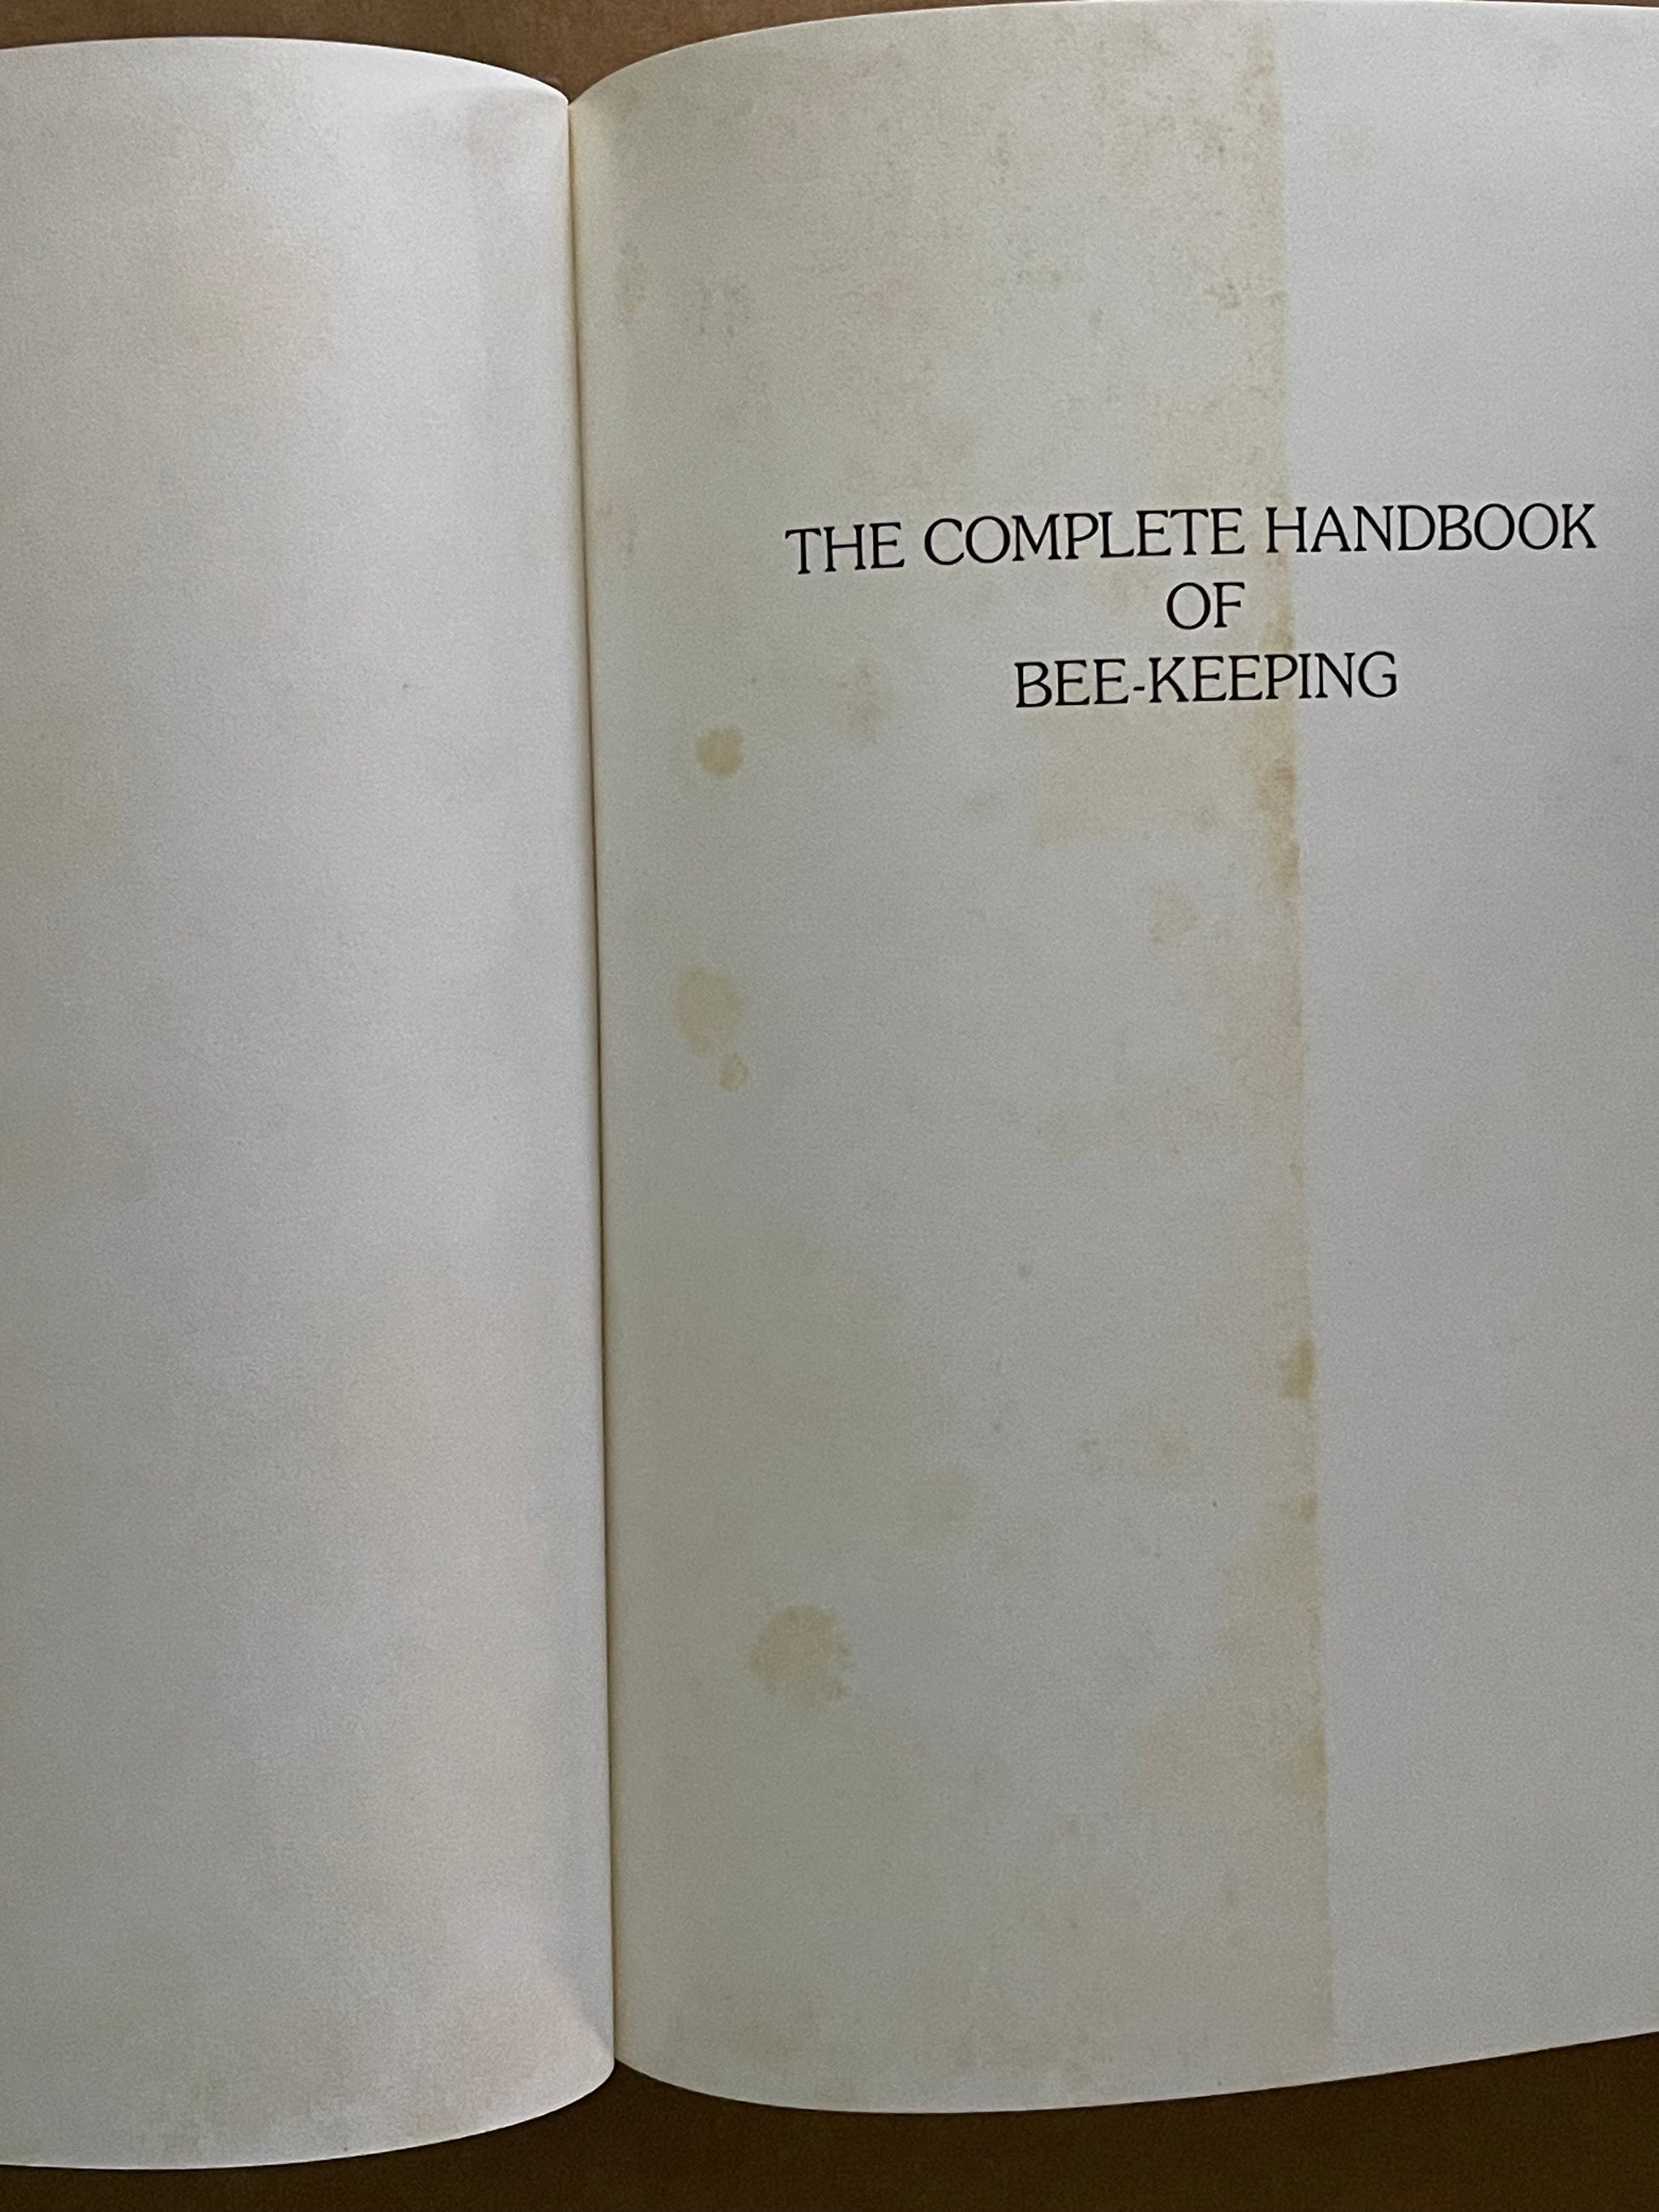 THE COMPLETE HANDBOOK
OF
BEE-KEEPING